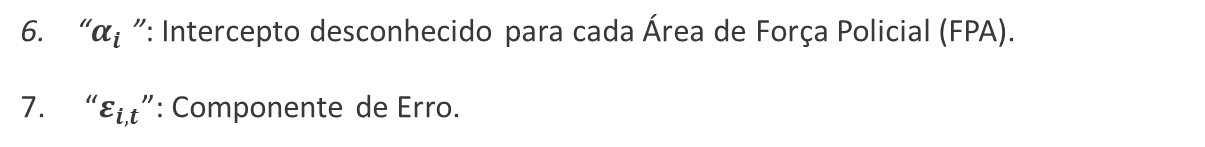 6. “αᵢ ”: Intercepto desconhecido para cada Área de Força Policial (FPA).
7. “εᵢ,ₜ”: Componente de Erro.